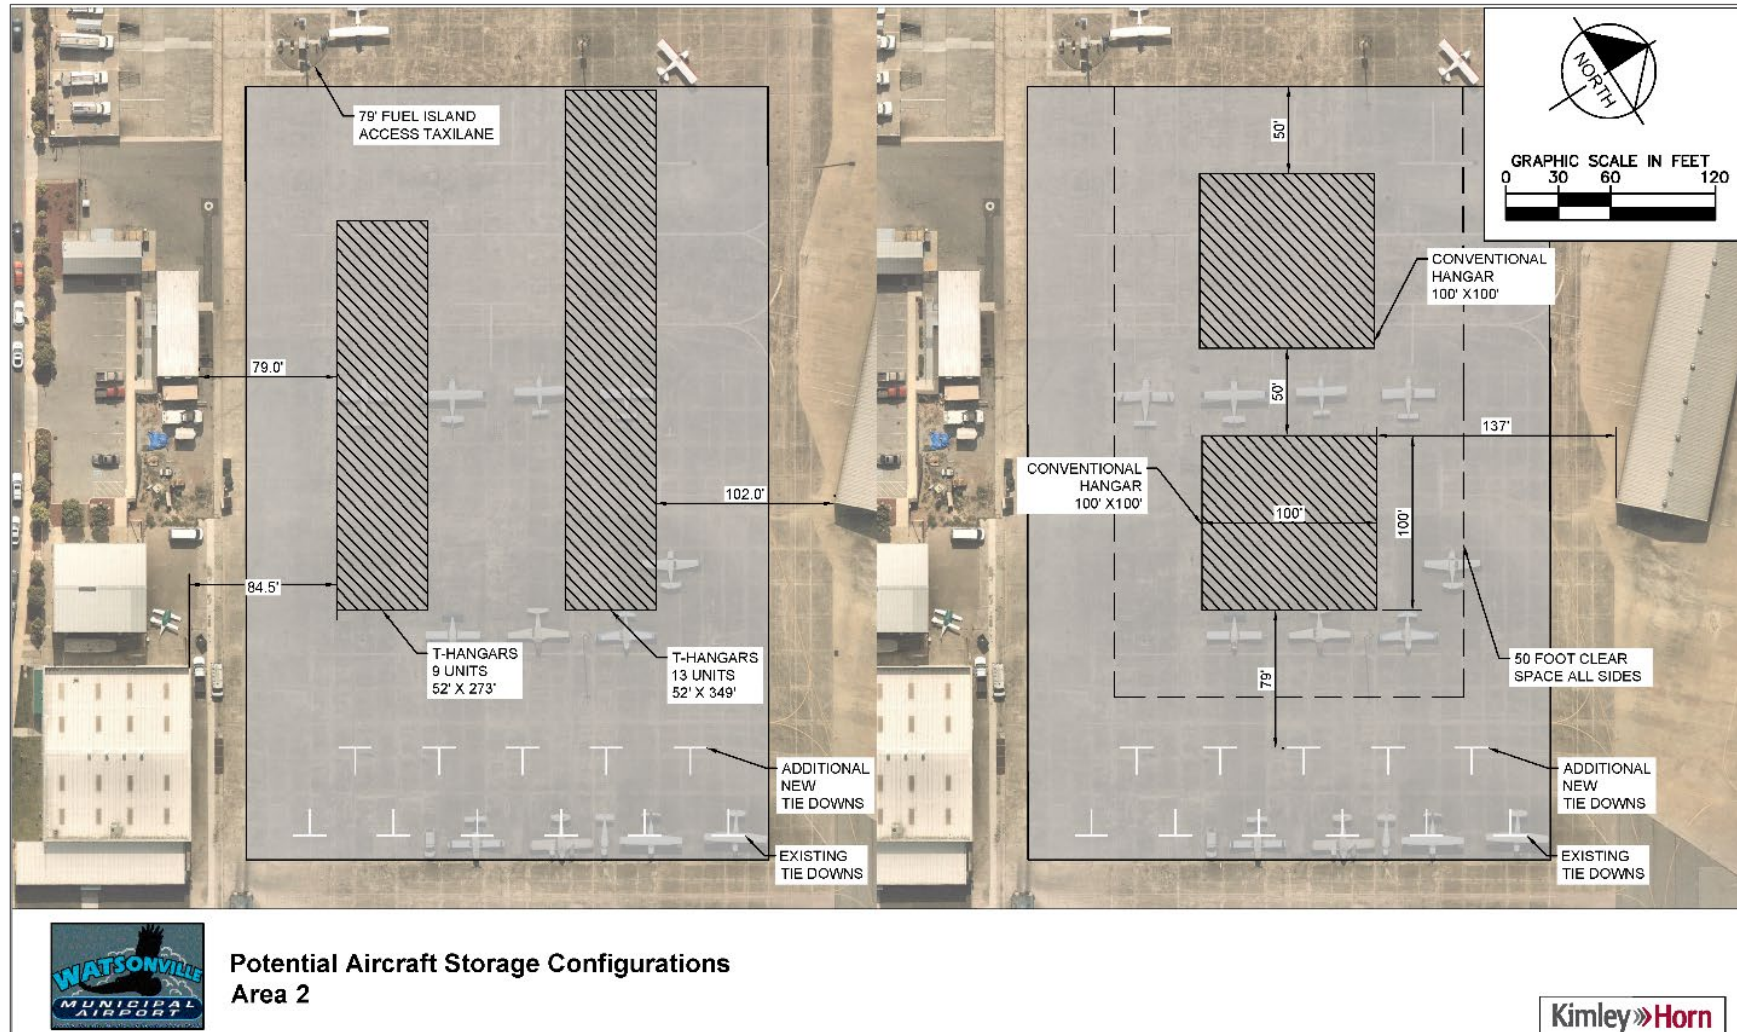 79' FUEL ISLAND
ACCESS TAXILANE
79.0'
84.5'
102.0'
T-HANGARS
9 UNITS
52' X 273'
T-HANGARS
13 UNITS
52' X 349'
ADDITIONAL
NEW
TIE DOWNS
EXISTING
TIE DOWNS
NORTH
GRAPHIC SCALE IN FEET
0 30 60 120
50'
CONVENTIONAL
HANGAR
100' X100'
50'
137'
CONVENTIONAL
HANGAR
100' X100'
100'
100'
79'
50 FOOT CLEAR
SPACE ALL SIDES
ADDITIONAL
NEW
TIE DOWNS
EXISTING
TIE DOWNS
WATSONVILLE
MUNICIPAL
AIRPORT
Potential Aircraft Storage Configurations
Area 2
Kimley»Horn